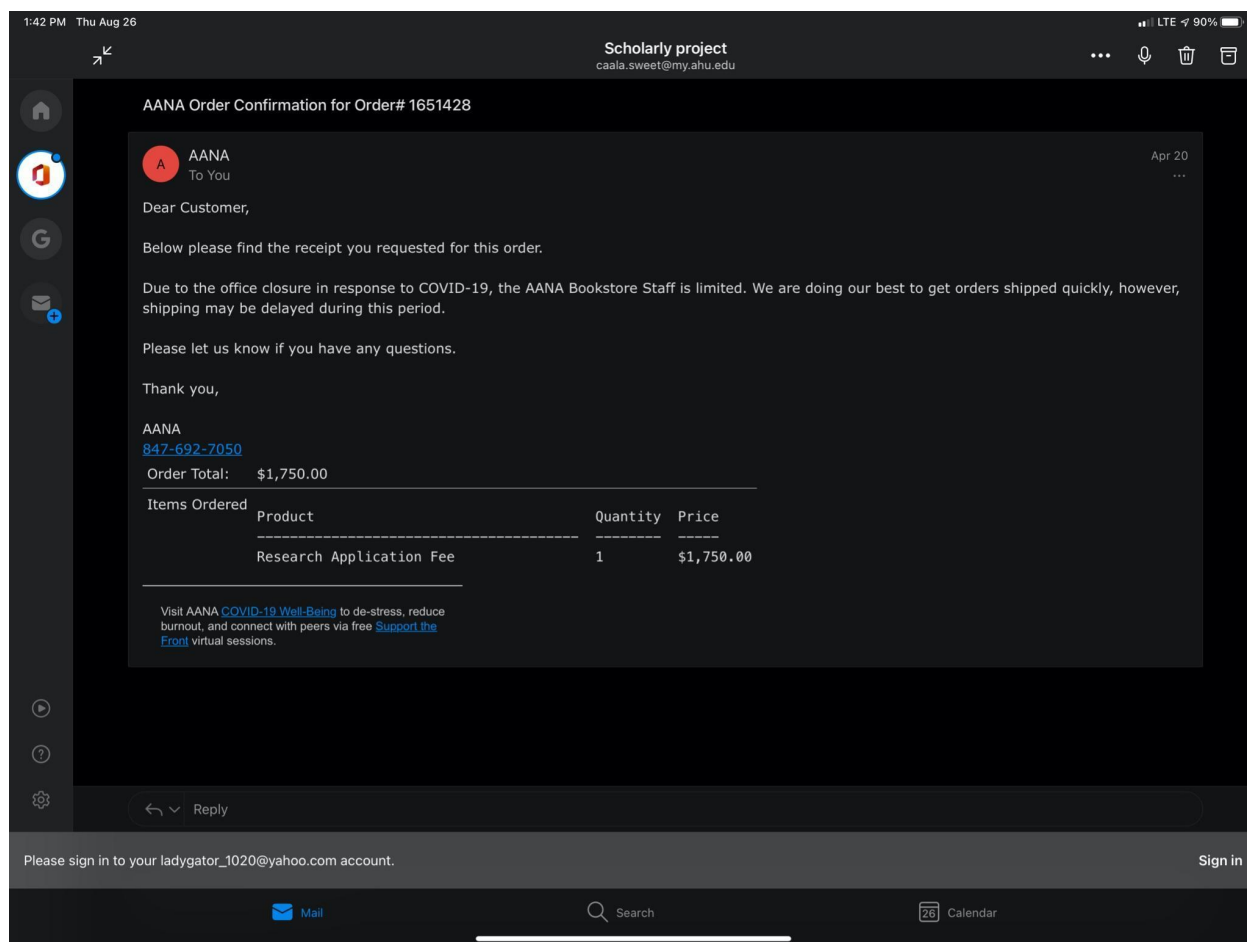 1:42 PM Thu Aug 26
LTE 90%
Scholarly project
caala.sweet@my.ahu.edu
AANA Order Confirmation for Order# 1651428
A
AANA
Apr 20
To You
...
Dear Customer,
Below please find the receipt you requested for this order.
Due to the office closure in response to COVID-19, the AANA Bookstore Staff is limited. We are doing our best to get orders shipped quickly, however,
shipping may be delayed during this period.
Please let us know if you have any questions.
Thank you,
AANA
847-692-7050
Order Total: $1,750.00
Items Ordered
Product Quantity Price
--------------------------------------- -------- -----
Research Application Fee 1 $1,750.00
Visit AANA COVID-19 Well-Being to de-stress, reduce
burnout, and connect with peers via free Support the
Front virtual sessions.
G
Reply
Please sign in to your ladygator_1020@yahoo.com account. Sign in
Mail Search 26 Calendar